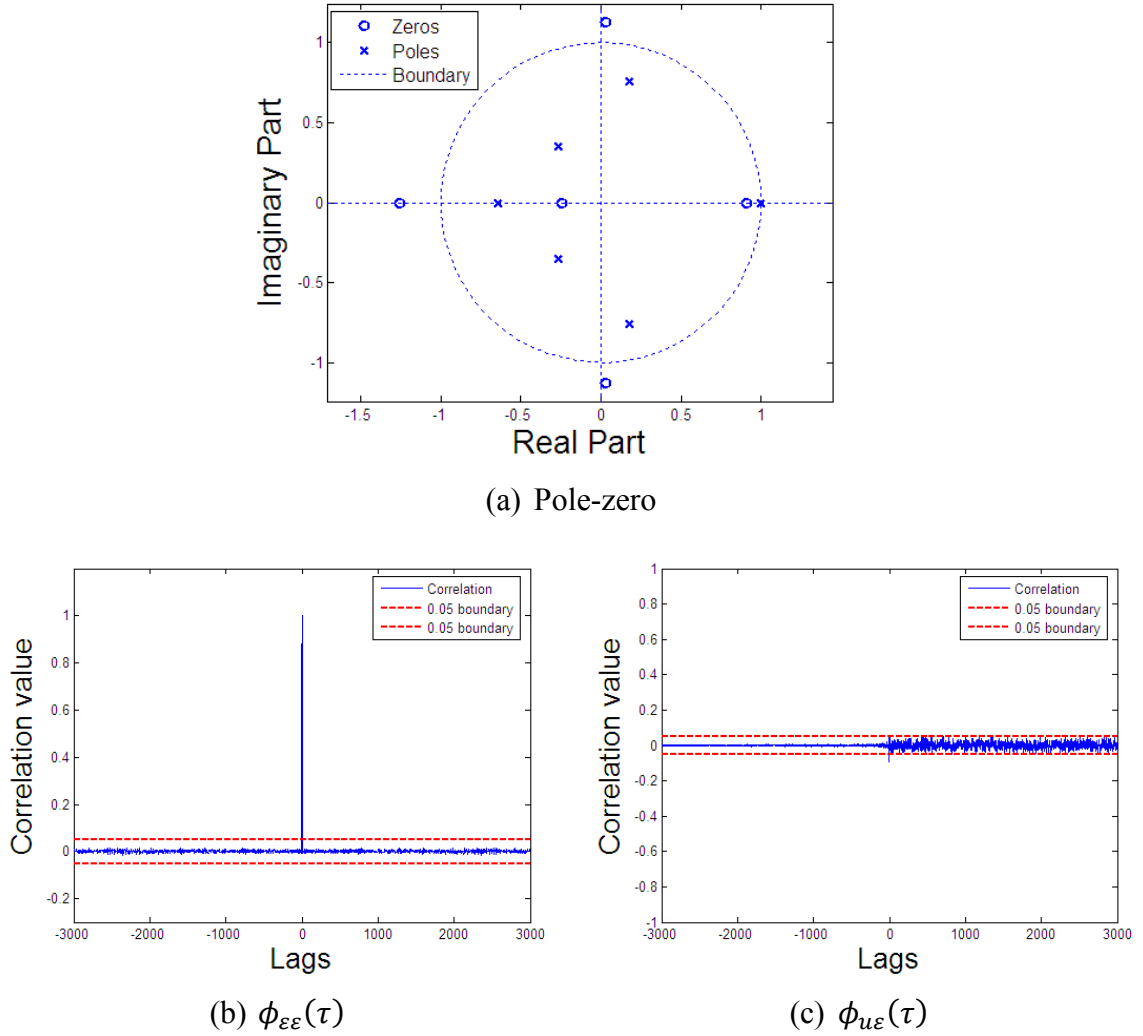 Zeros
Poles
Boundary
1
0.5
0
-0.5
-1
-1.5 -1 -0.5 0 0.5 1
Imaginary Part
Real Part
(a) Pole-zero
Correlation
0.05 boundary
0.05 boundary
1
0.8
0.6
0.4
0.2
0
-0.2
-3000 -2000 -1000 0 1000 2000 3000
Correlation value
Lags
(b) ϕεε(τ)
Correlation
0.05 boundary
0.05 boundary
1
0.8
0.6
0.4
0.2
0
-0.2
-0.4
-0.6
-0.8
-1
-3000 -2000 -1000 0 1000 2000 3000
Correlation value
Lags
(c) ϕuε(τ)